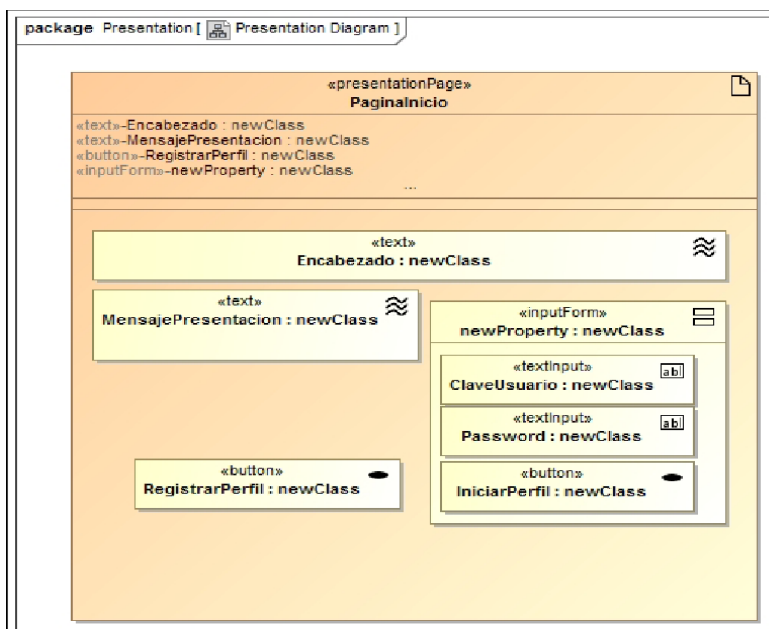 package Presentation [ Presentation Diagram ]
«presentationPage»
PaginaInicio
«text»-Encabezado : newClass
«text»-MensajePresentacion : newClass
«button»-RegistrarPerfil : newClass
«inputForm»-newProperty : newClass
...
«text»
Encabezado : newClass
«text»
MensajePresentacion : newClass
«inputForm»
newProperty : newClass
«textInput»
ClaveUsuario : newClass
abl
«textInput»
Password : newClass
abl
«button»
RegistrarPerfil : newClass
«button»
IniciarPerfil : newClass